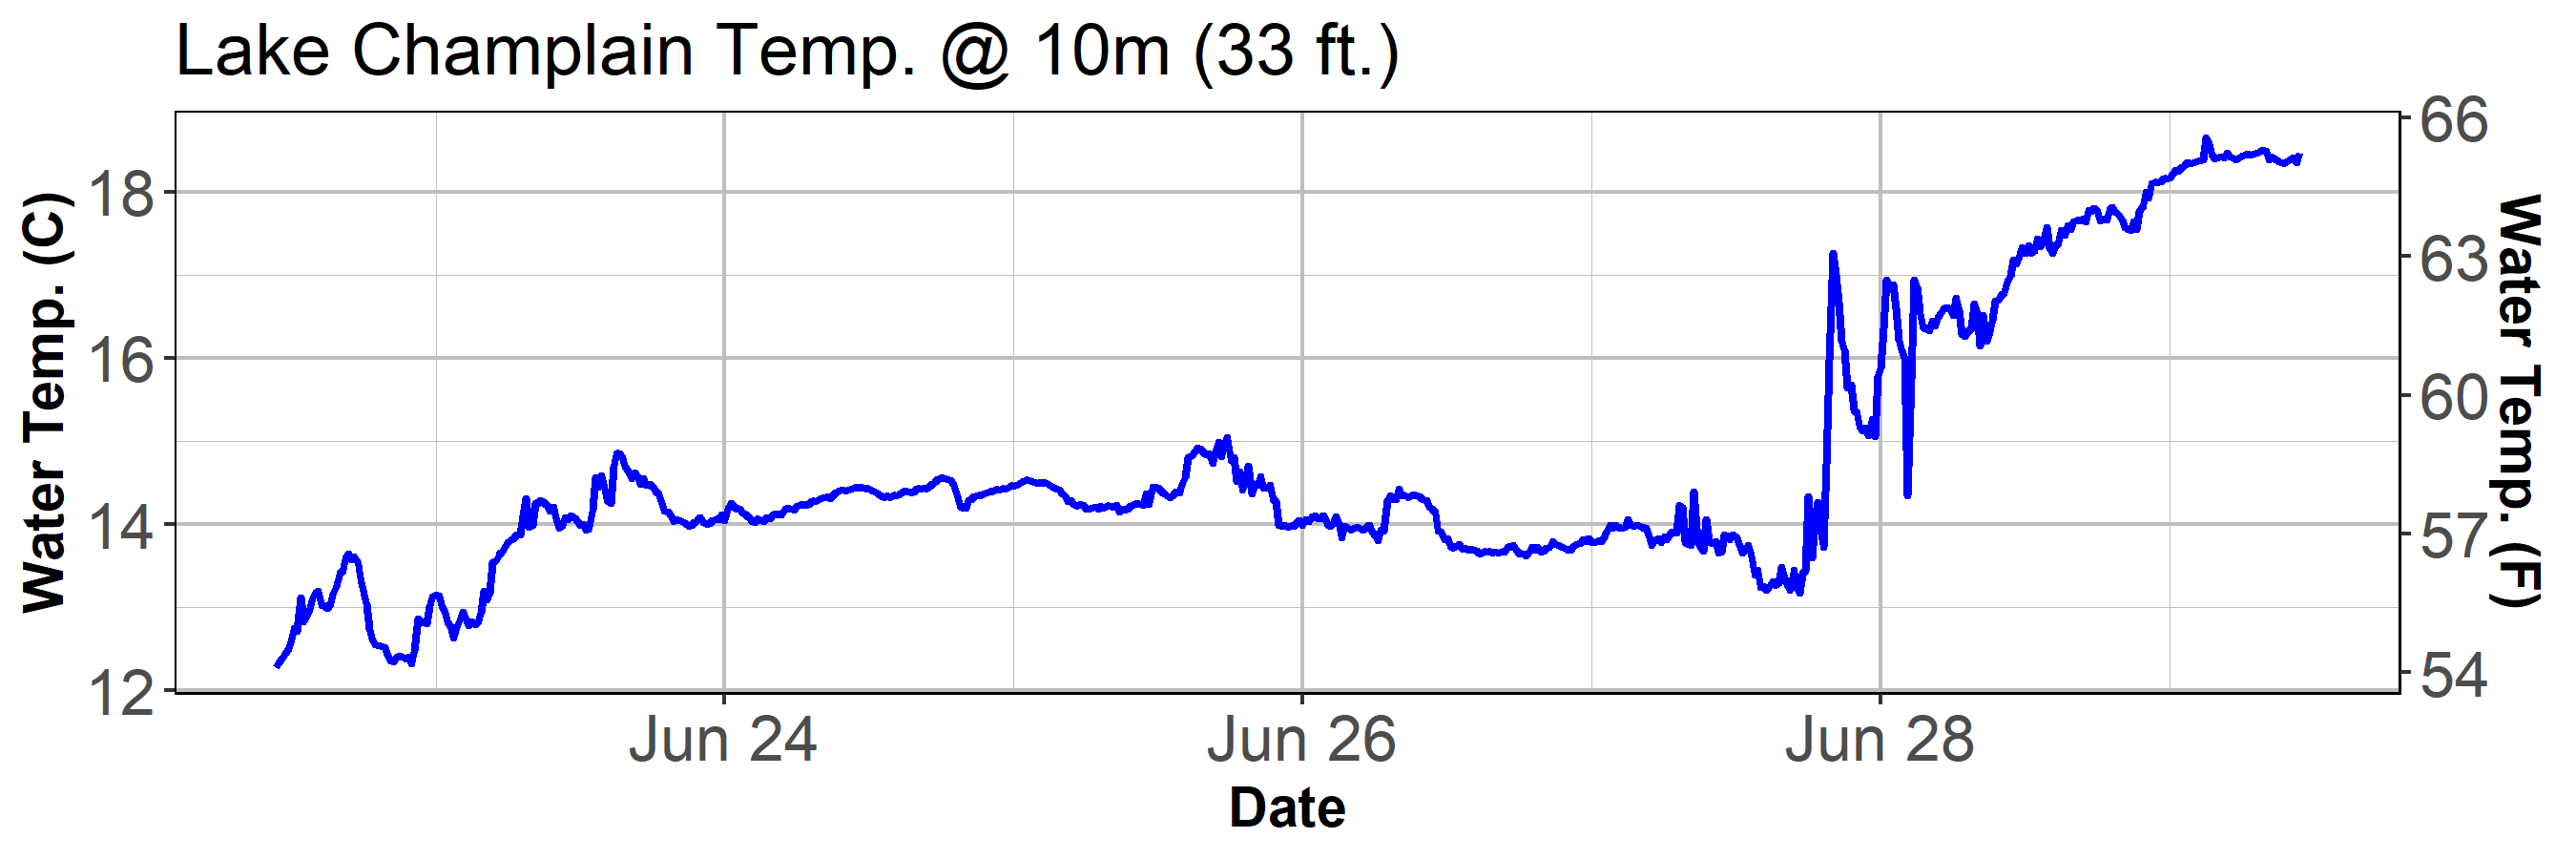 Lake Champlain Temp. @ 10m (33 ft.)
Water Temp. (C)
18
16
14
12
66
63
60
57
54
Water Temp. (F)
Jun 24 Jun 26 Jun 28
Date